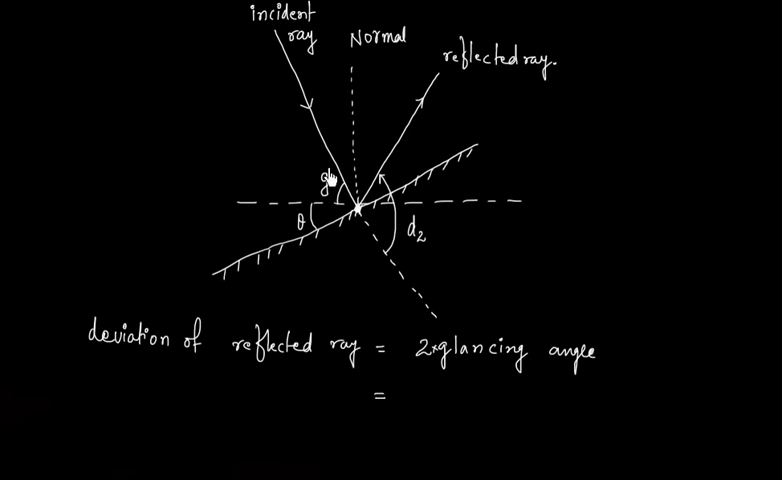 incident
ray
Normal
reflected ray.
g
θ
d₂
deviation of reflected ray = 2×glancing angle
=